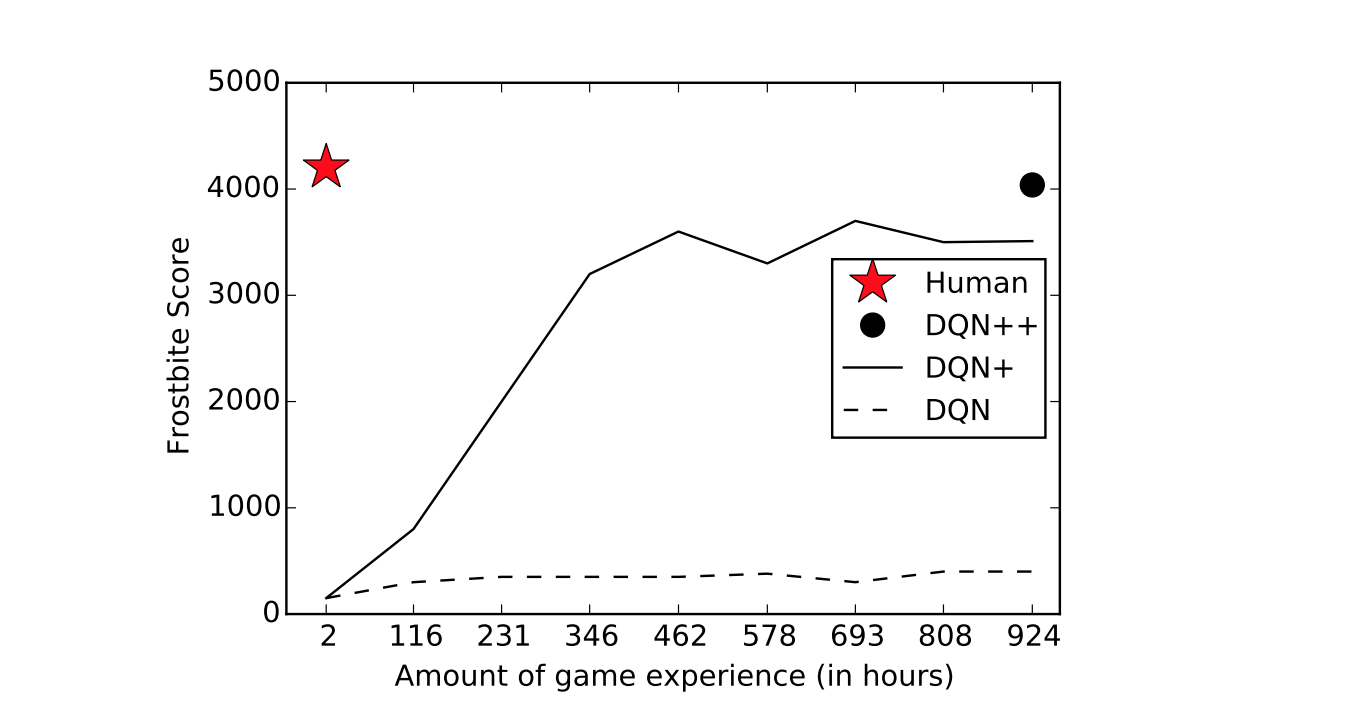 5000
4000
3000
2000
1000
0
Frostbite Score
Human
DQN++
DQN+
DQN
2 116 231 346 462 578 693 808 924
Amount of game experience (in hours)